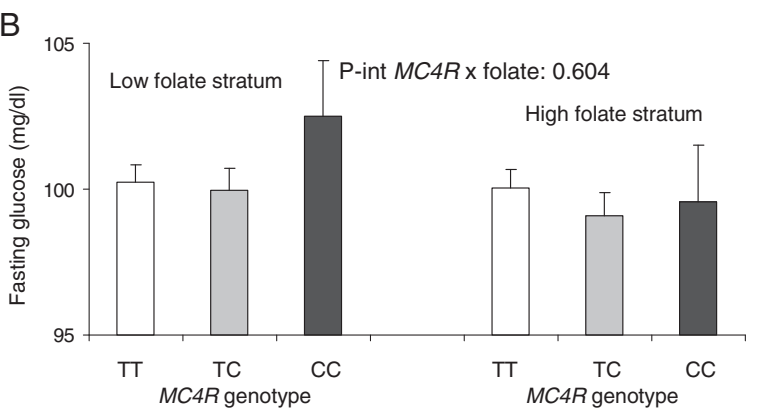 B
105
Low folate stratum
P-int MC4R x folate: 0.604
High folate stratum
Fasting glucose (mg/dl)
100
95
TT TC CC TT TC CC
MC4R genotype MC4R genotype